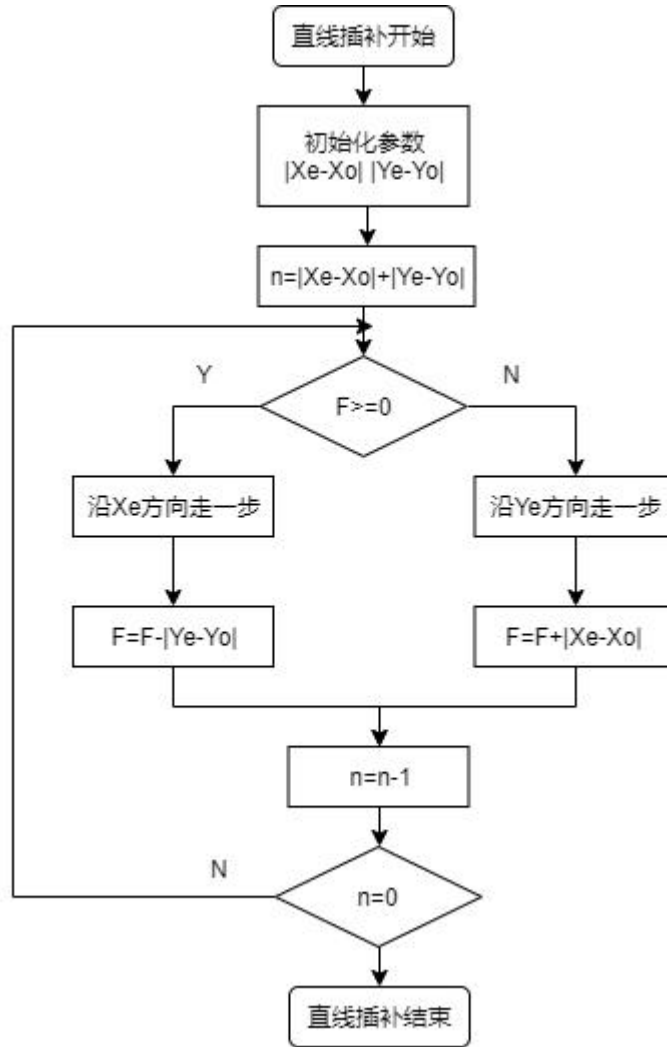 直线插补开始
初始化参数
|Xe-Xo| |Ye-Yo|
n=|Xe-Xo|+|Ye-Yo|
F>=0
Y
N
沿Xe方向走一步
沿Ye方向走一步
F=F-|Ye-Yo|
F=F+|Xe-Xo|
n=n-1
n=0
N
直线插补结束